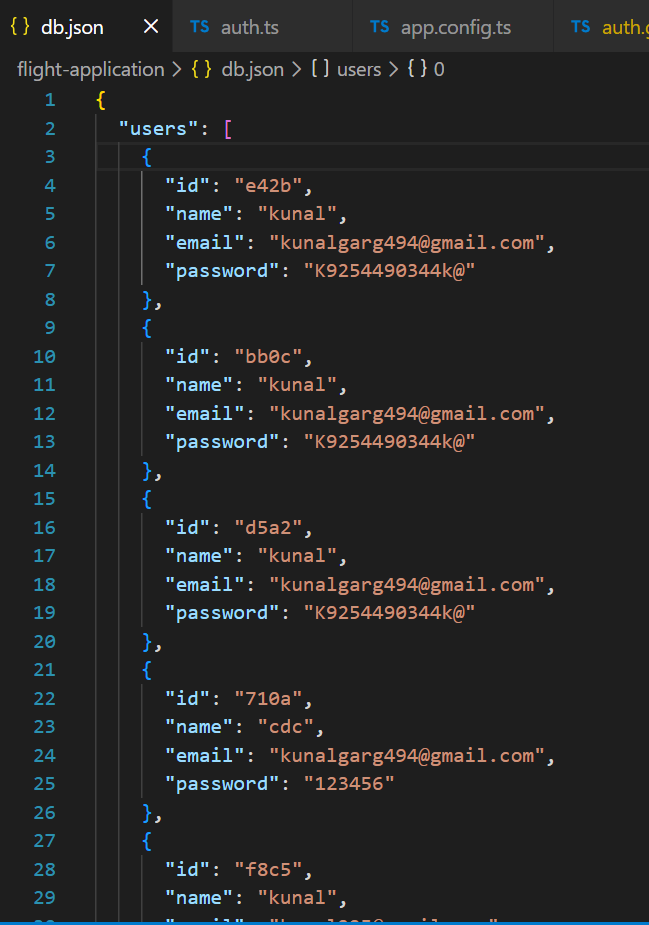 {} db.json ✕ TS auth.ts TS app.config.ts TS auth.
flight-application > {} db.json > [ ] users > { } 0
1 {
2 "users": [
3 {
4 "id": "e42b",
5 "name": "kunal",
6 "email": "kunalgarg494@gmail.com",
7 "password": "K9254490344k@"
8 },
9 {
10 "id": "bb0c",
11 "name": "kunal",
12 "email": "kunalgarg494@gmail.com",
13 "password": "K9254490344k@"
14 },
15 {
16 "id": "d5a2",
17 "name": "kunal",
18 "email": "kunalgarg494@gmail.com",
19 "password": "K9254490344k@"
20 },
21 {
22 "id": "710a",
23 "name": "cdc",
24 "email": "kunalgarg494@gmail.com",
25 "password": "123456"
26 },
27 {
28 "id": "f8c5",
29 "name": "kunal",